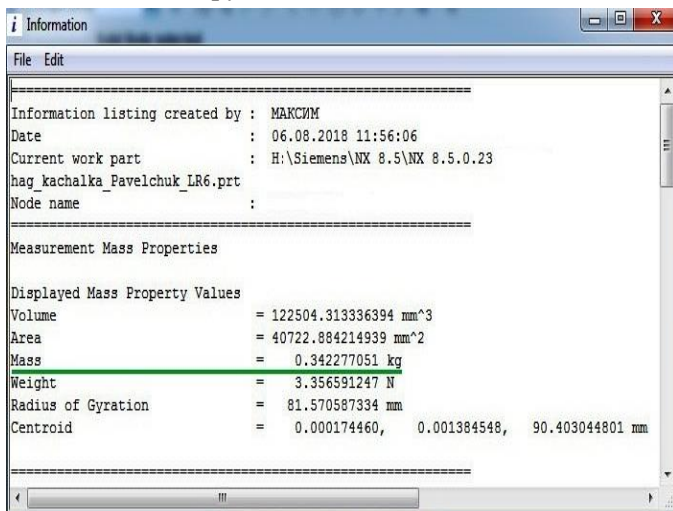 i Information
File Edit
Information listing created by : МАКСИМ
Date : 06.08.2018 11:56:06
Current work part : H:\Siemens\NX 8.5\NX 8.5.0.23
hag_kachalka_Pavelchuk_LR6.prt
Node name :
Measurement Mass Properties
Displayed Mass Property Values
Volume = 122504.313336394 mm^3
Area = 40722.884214939 mm^2
Mass = 0.342277051 kg
Weight = 3.356591247 N
Radius of Gyration = 81.570587334 mm
Centroid = 0.000174460, 0.001384548, 90.403044801 mm